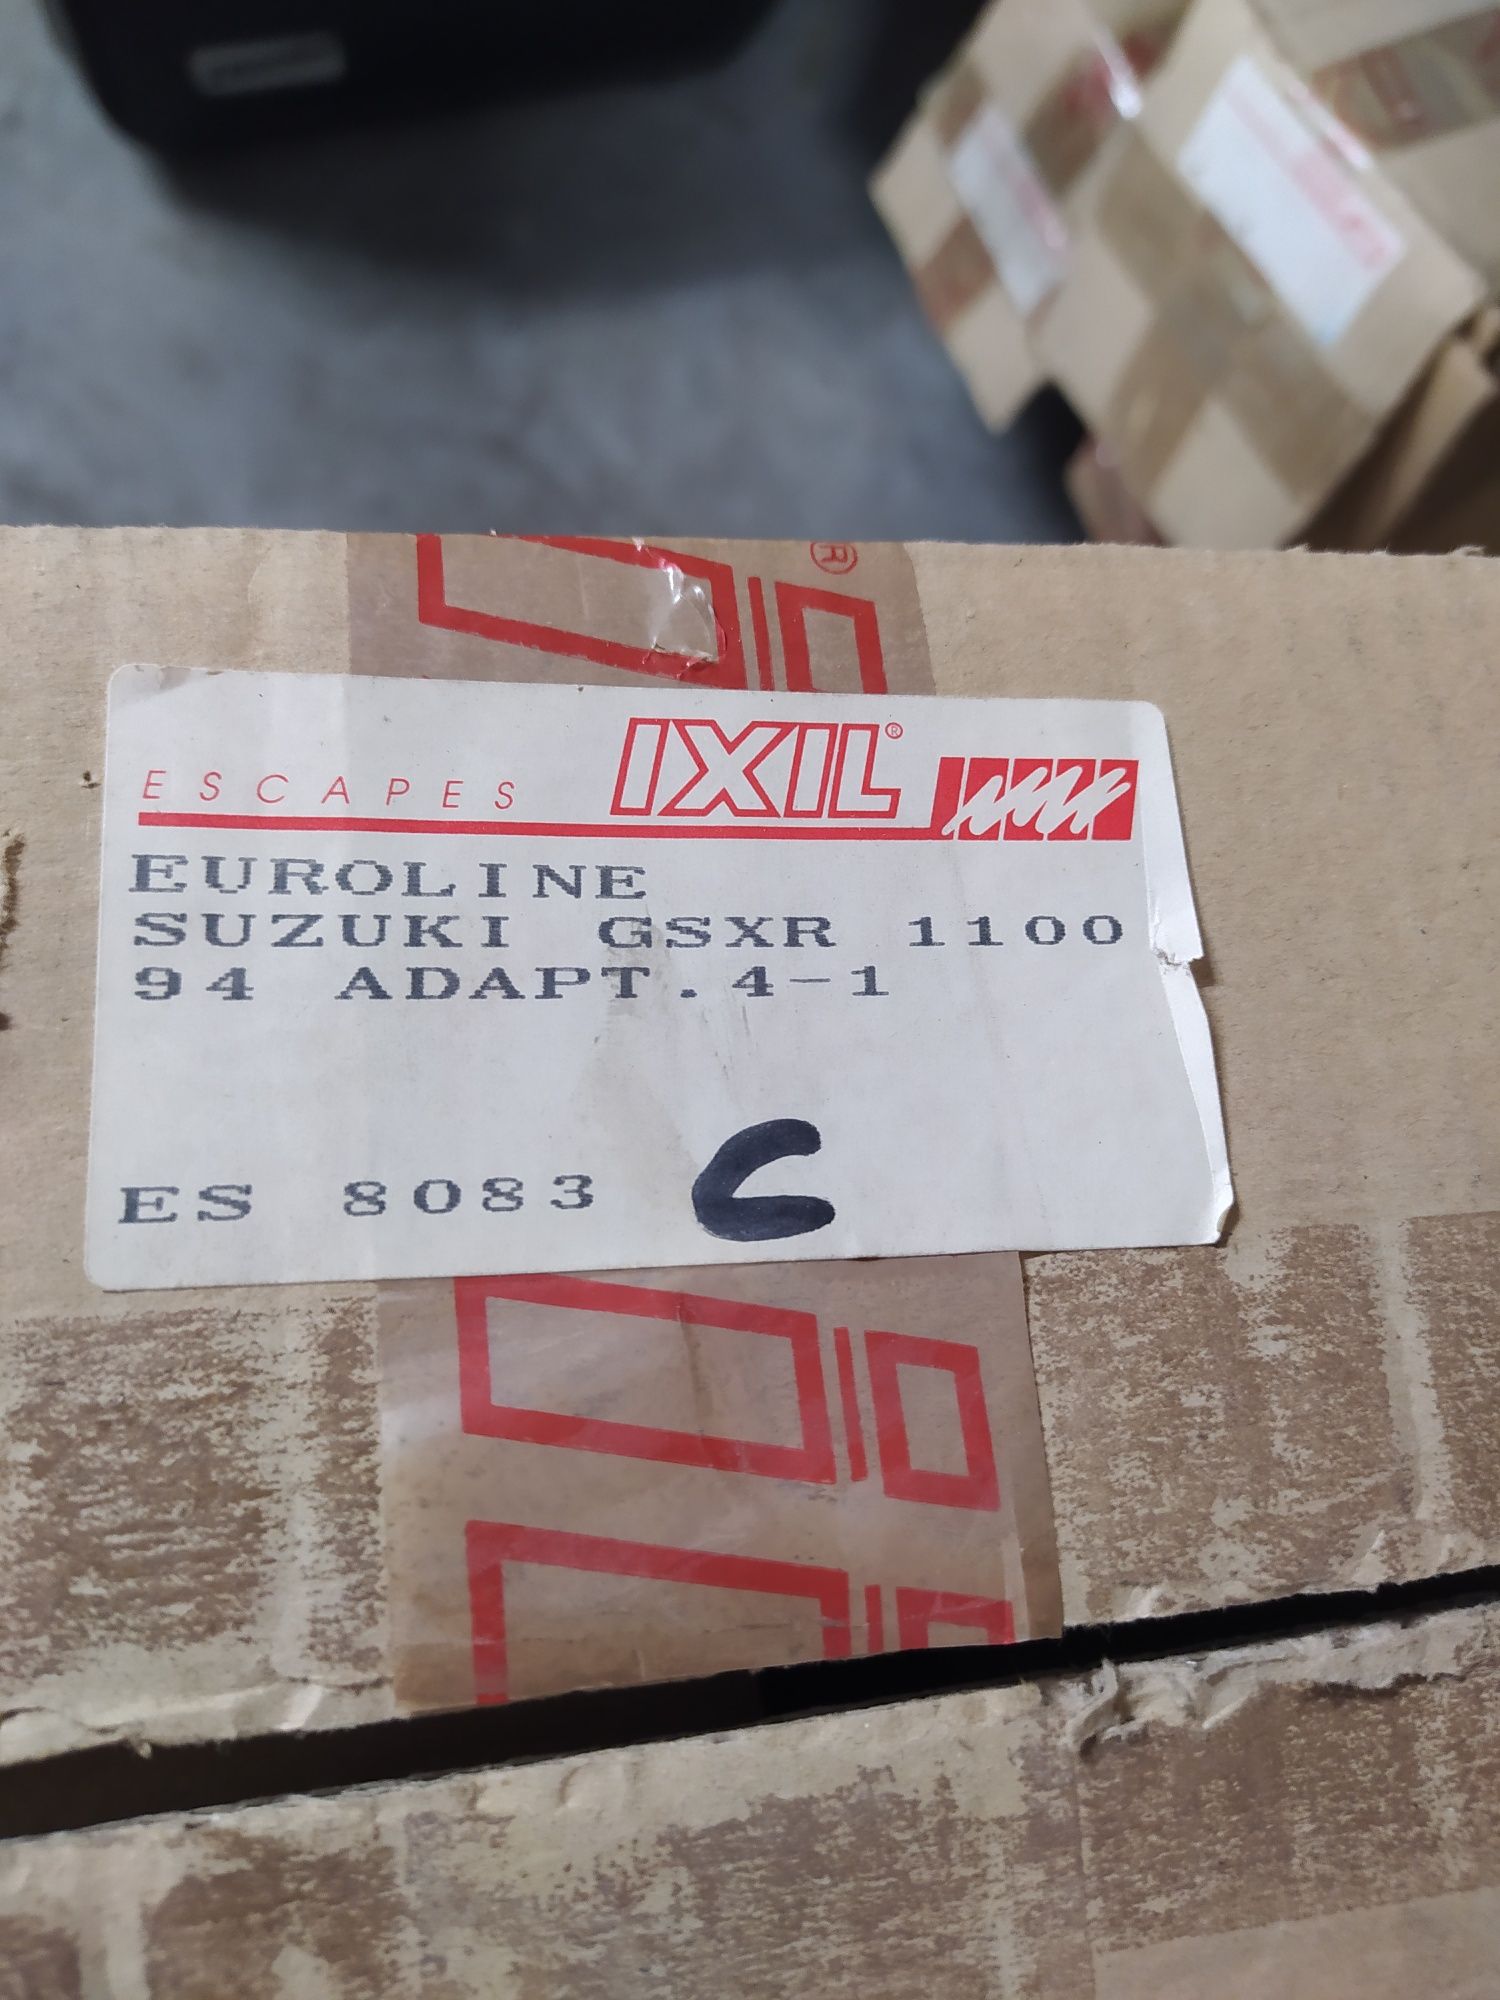 ®
ESCAPES IXIL®
EUROLINE
SUZUKI GSXR 1100
94 ADAPT. 4-1
ES 8083 C